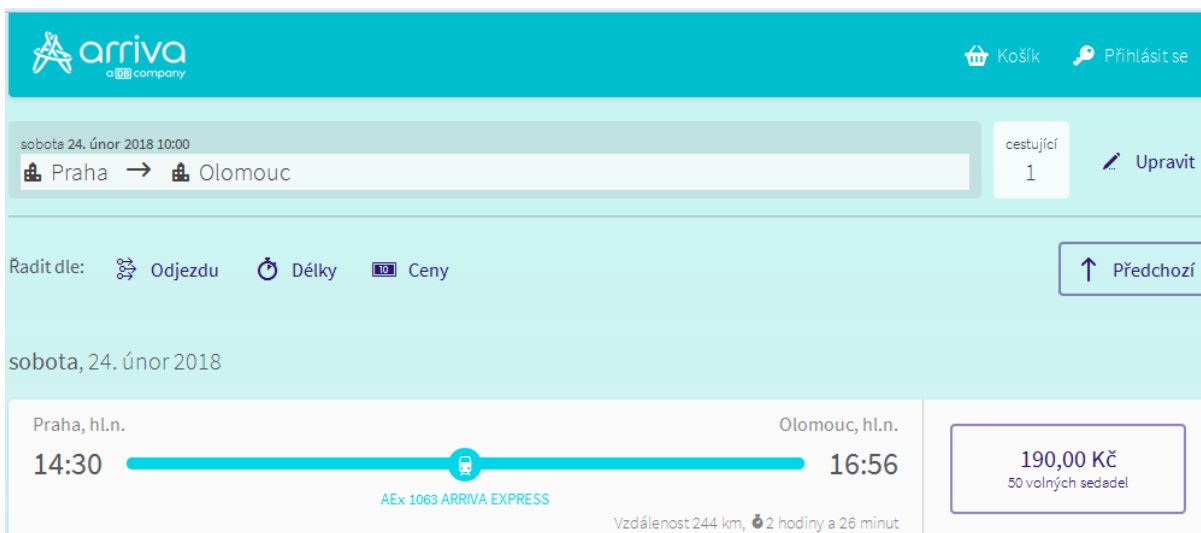 arriva
a DB company
Košík
Přihlásit se
sobota 24. únor 2018 10:00
Praha → Olomouc
cestující
1
Upravit
Řadit dle:
Odjezdu
Délky
10
Ceny
↑ Předchozí
sobota, 24. únor 2018
Praha, hl.n.
Olomouc, hl.n.
14:30
16:56
AEx 1063 ARRIVA EXPRESS
Vzdálenost 244 km, 2 hodiny a 26 minut
190,00 Kč
50 volných sedadel